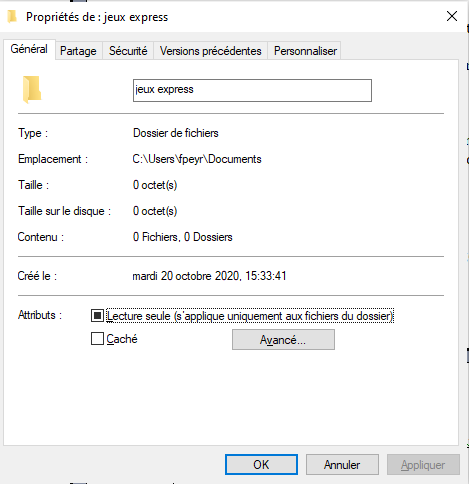 Propriétés de : jeux express
Général Partage Sécurité Versions précédentes Personnaliser
jeux express
Type : Dossier de fichiers
Emplacement : C:\Users\fpeyr\Documents
Taille : 0 octet(s)
Taille sur le disque : 0 octet(s)
Contenu : 0 Fichiers, 0 Dossiers
Créé le : mardi 20 octobre 2020, 15:33:41
Attributs : Lecture seule (s'applique uniquement aux fichiers du dossier)
Caché Avancé...
OK Annuler Appliquer